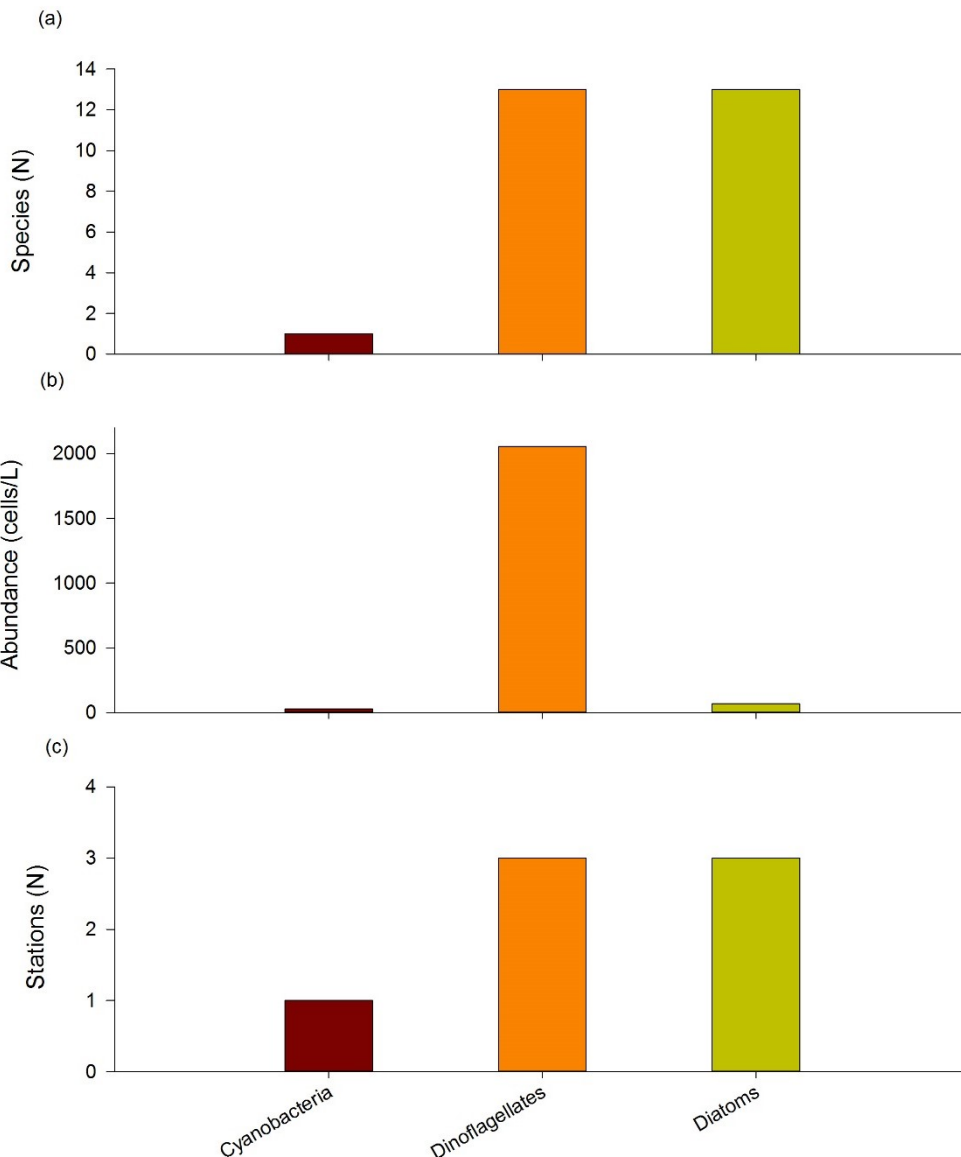 (a)
Species (N)
14
12
10
8
6
4
2
0
(b)
Abundance (cells/L)
2000
1500
1000
500
0
(c)
Stations (N)
4
3
2
1
0
Cyanobacteria
Dinoflagellates
Diatoms